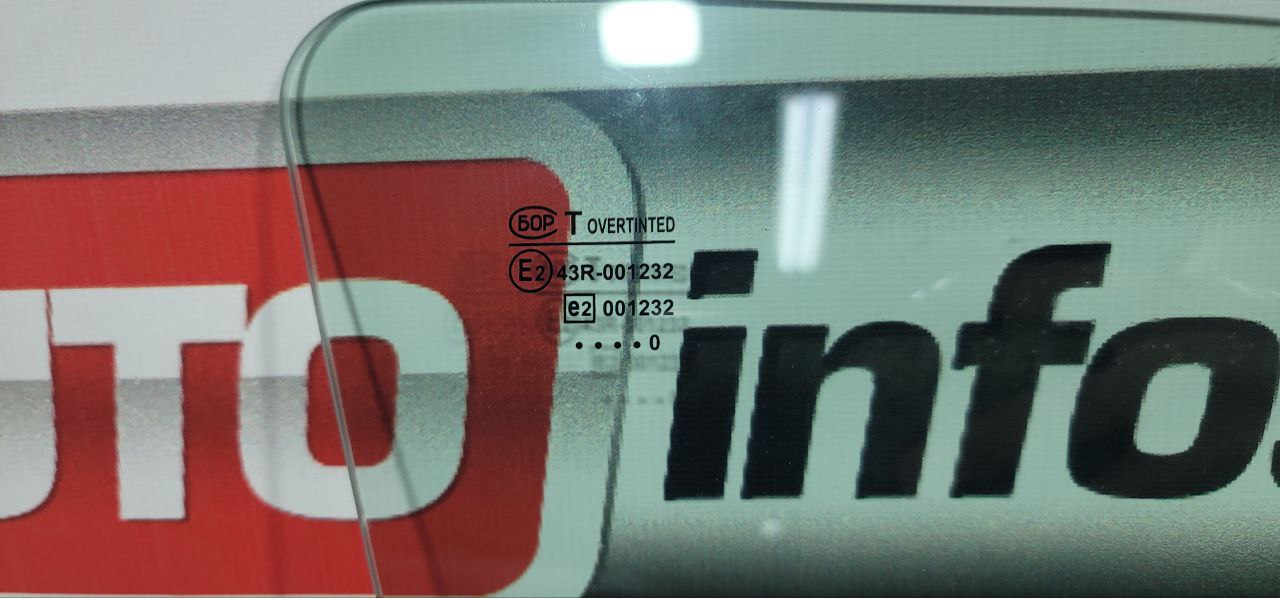 БОР T OVERTINTED
E2 43R-001232
e2 001232
. . . . 0
UTO info